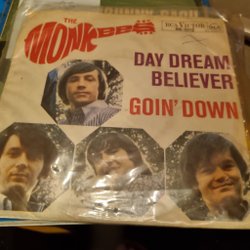 THE
MONKEES
DAY DREAM
BELIEVER
GOIN' DOWN
RCA VICTOR